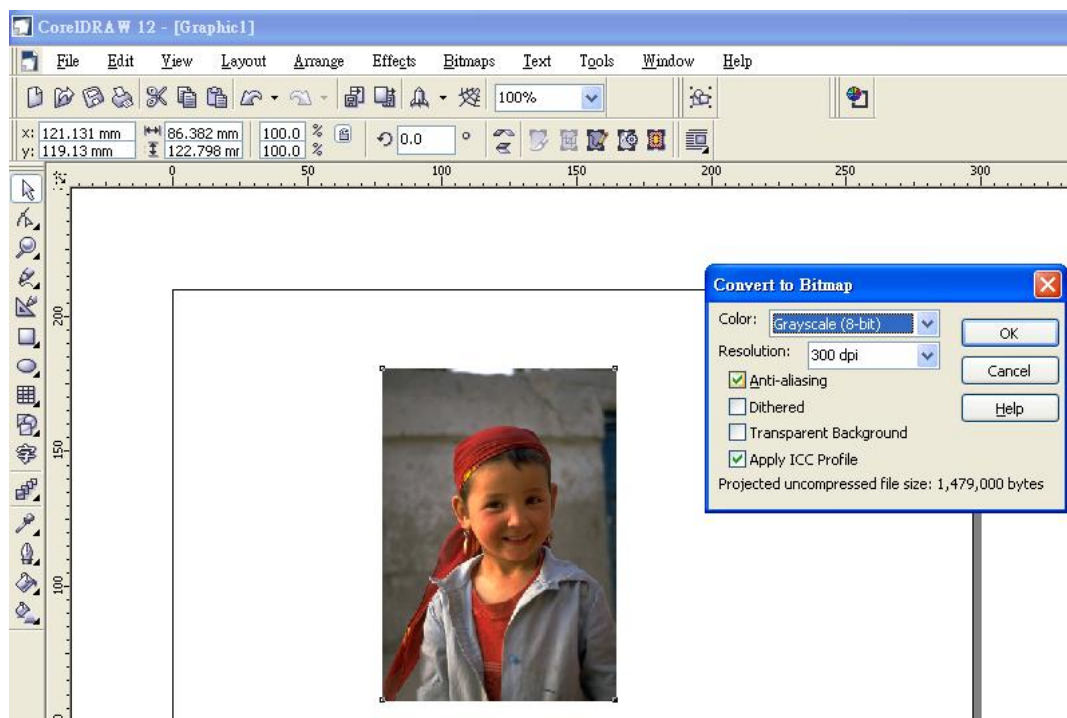 CorelDRAW 12 - [Graphic1]
File Edit View Layout Arrange Effects Bitmaps Text Tools Window Help
100%
x: 121.131 mm 86.382 mm 100.0 % 0.0 °
y: 119.13 mm 122.798 mr 100.0 %
0 50 100 150 200 250 300
200
150
100
字
Convert to Bitmap
Color: Grayscale (8-bit)
OK
Resolution: 300 dpi
Cancel
Anti-aliasing
Dithered
Help
Transparent Background
Apply ICC Profile
Projected uncompressed file size: 1,479,000 bytes